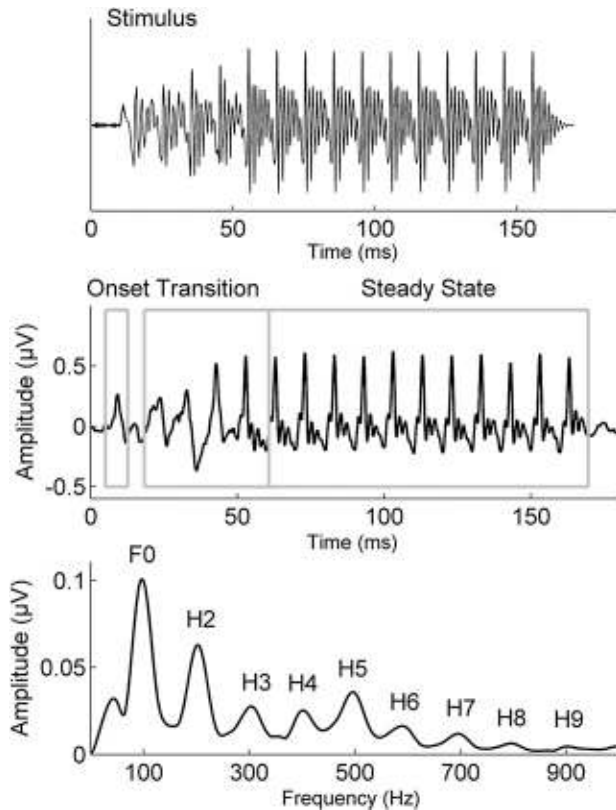 Stimulus
0 50 100 150
Time (ms)
Onset Transition Steady State
Amplitude (µV)
0.5
0
-0.5
0 50 100 150
Time (ms)
Amplitude (µV)
0.1
0.05
0
F0
H2
H3 H4 H5 H6 H7 H8 H9
100 300 500 700 900
Frequency (Hz)